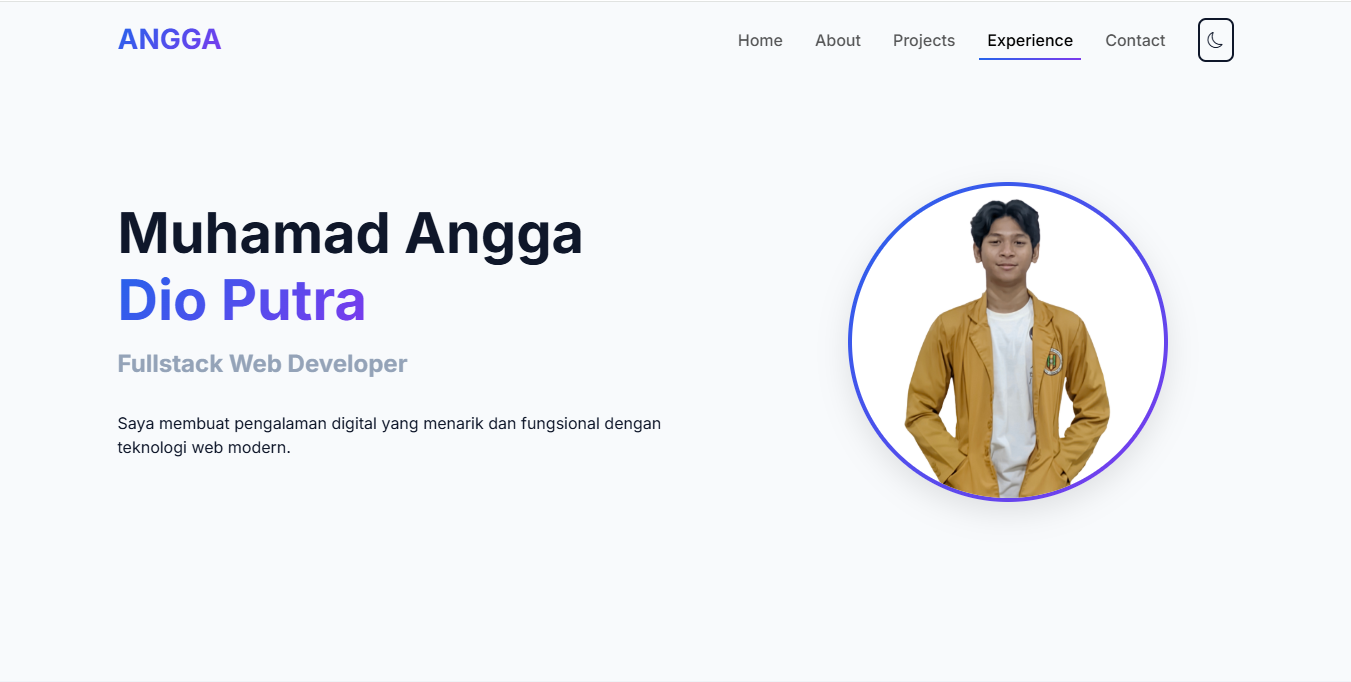 ANGGA
Home About Projects Experience Contact
Muhamad Angga
Dio Putra
Fullstack Web Developer
Saya membuat pengalaman digital yang menarik dan fungsional dengan
teknologi web modern.